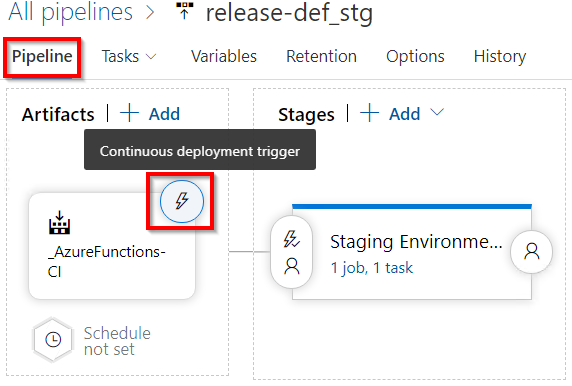 All pipelines > release-def_stg
Pipeline Tasks Variables Retention Options History
Artifacts | + Add
Stages | + Add
Continuous deployment trigger
_AzureFunctions-
CI
Staging Environme...
1 job, 1 task
Schedule
not set